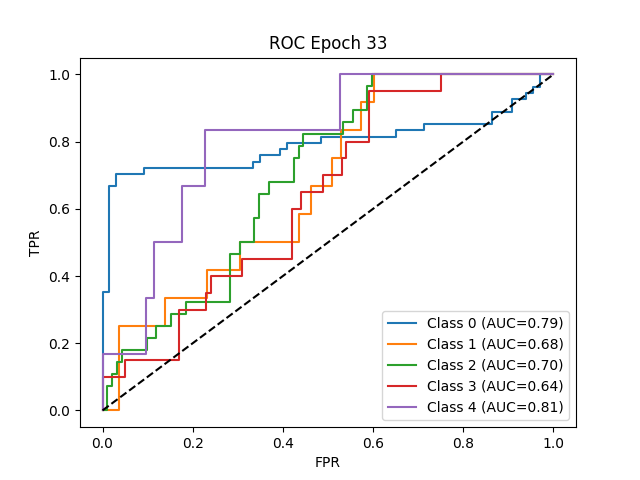 ROC Epoch 33
TPR
1.0
0.8
0.6
0.4
0.2
0.0
Class 0 (AUC=0.79)
Class 1 (AUC=0.68)
Class 2 (AUC=0.70)
Class 3 (AUC=0.64)
Class 4 (AUC=0.81)
0.0 0.2 0.4 0.6 0.8 1.0
FPR